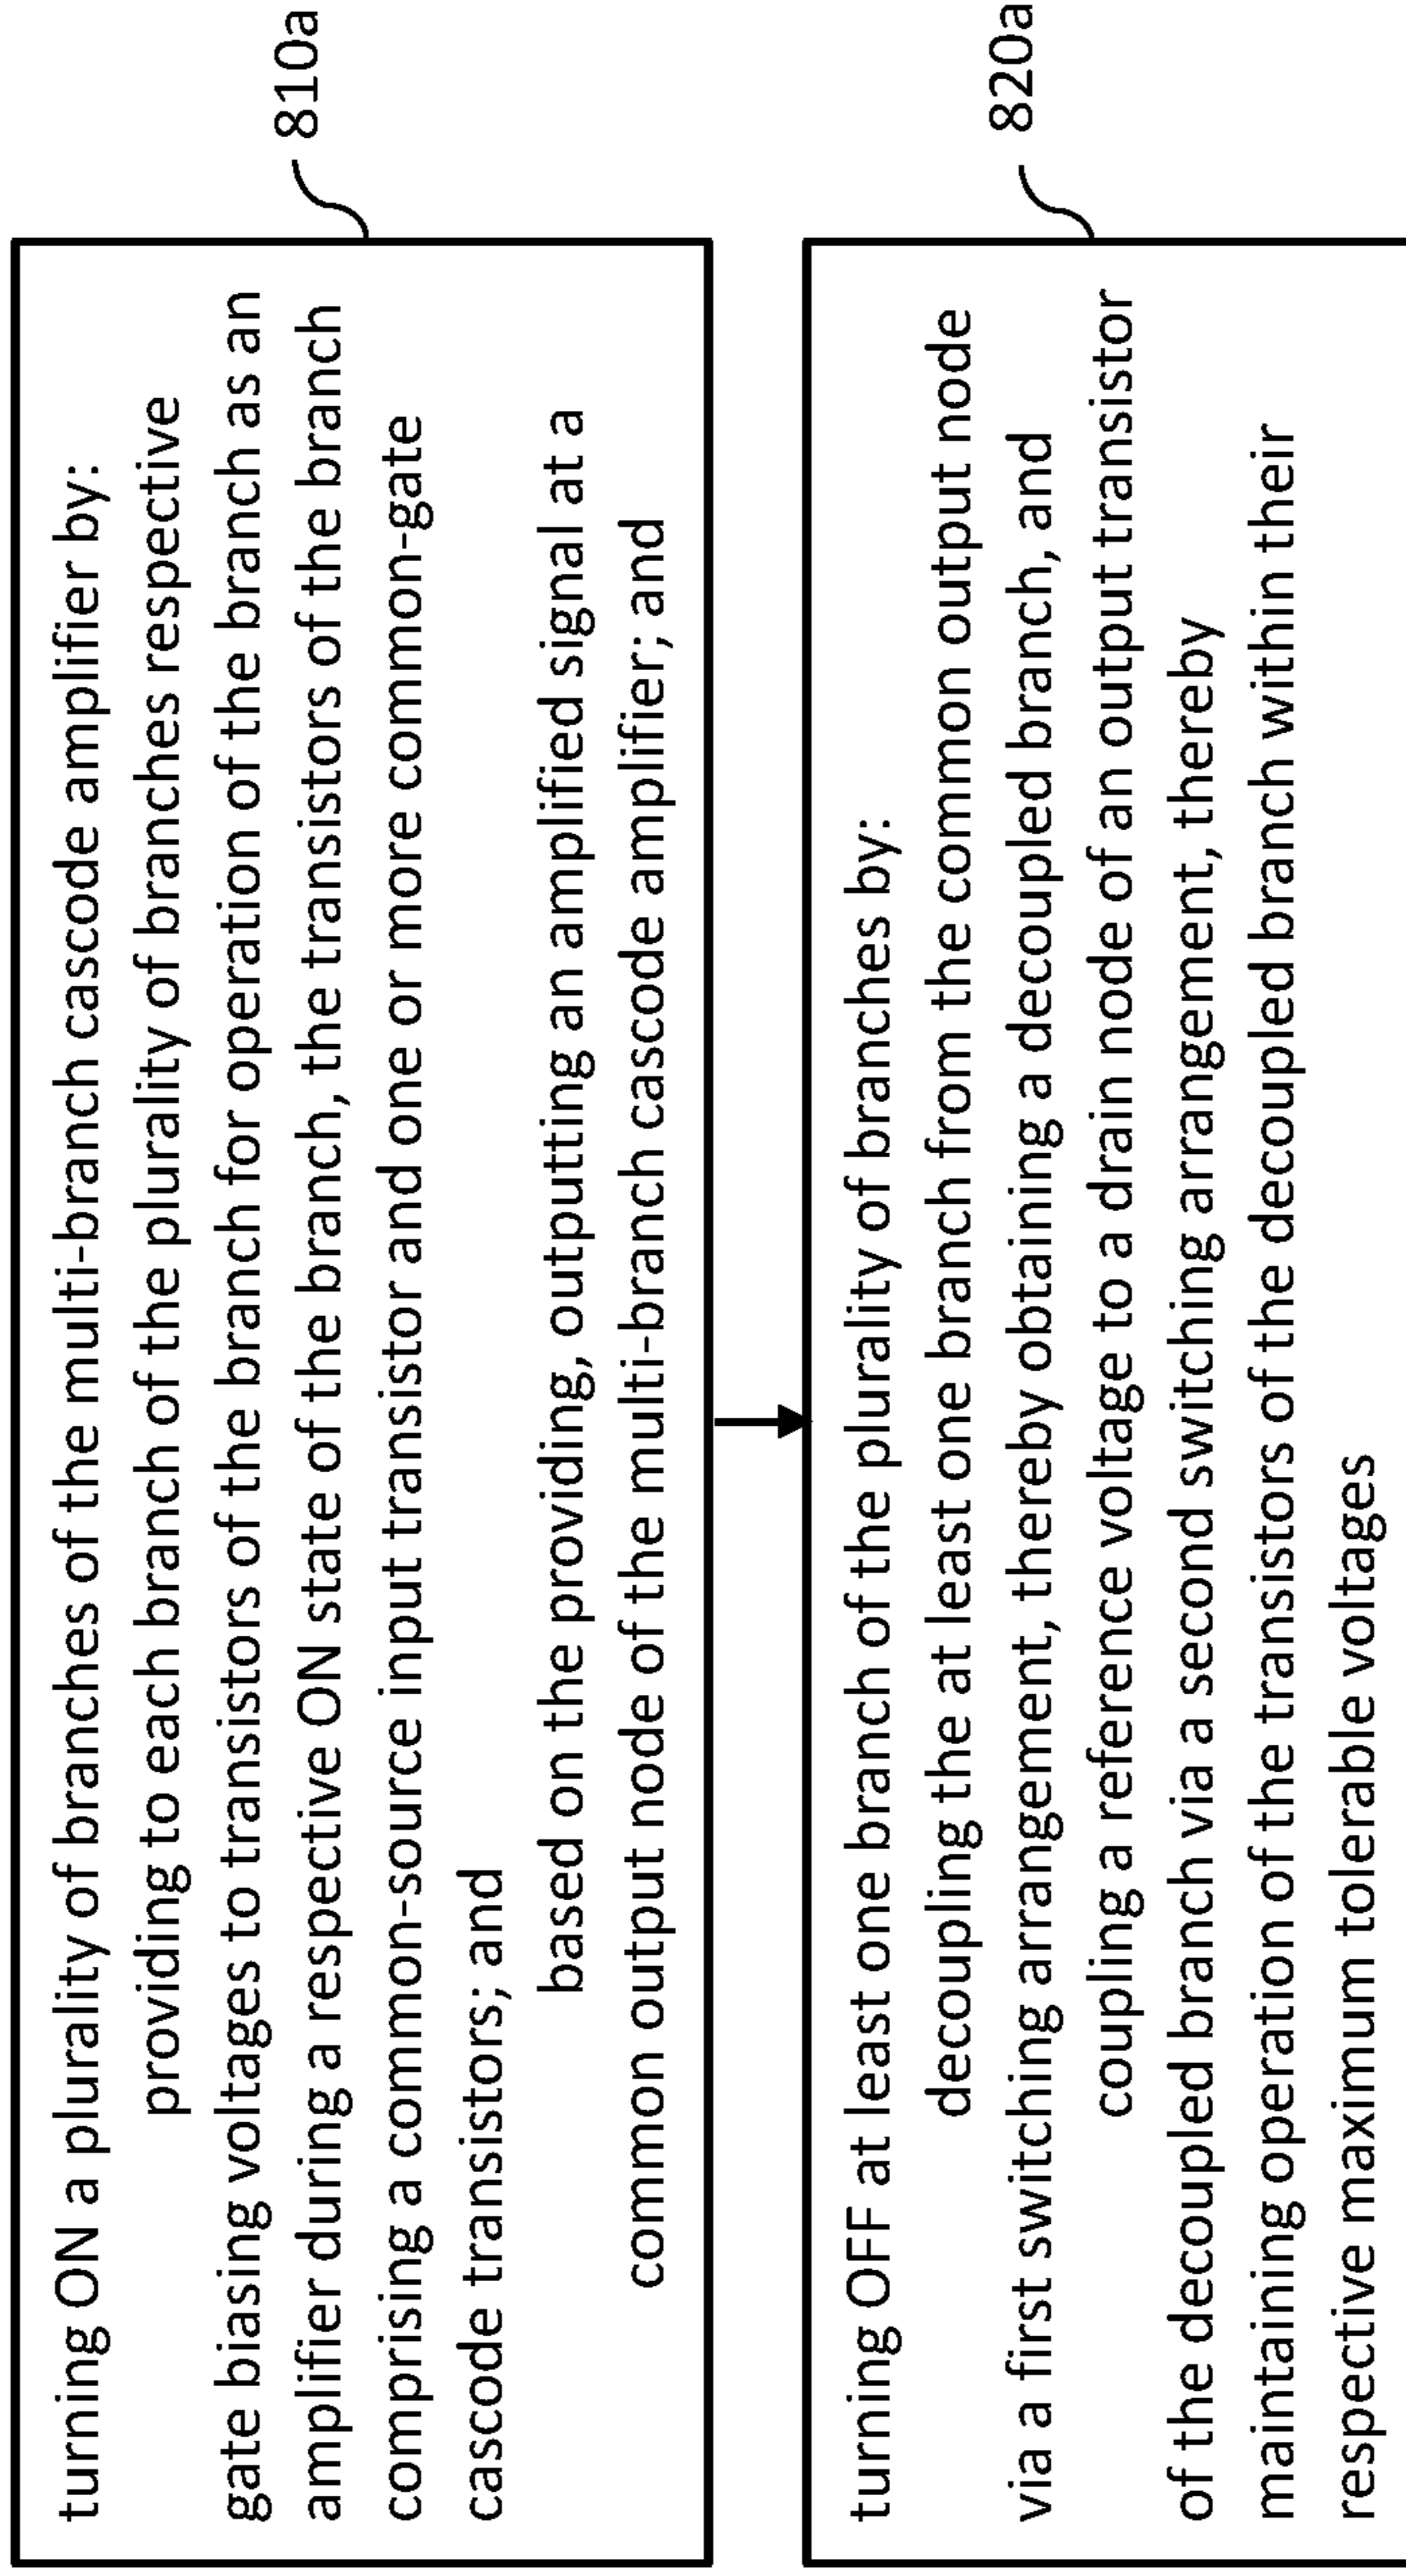 turning ON a plurality of branches of the multi-branch cascode amplifier by:
providing to each branch of the plurality of branches respective
gate biasing voltages to transistors of the branch for operation of the branch as an
amplifier during a respective ON state of the branch, the transistors of the branch
comprising a common-source input transistor and one or more common-gate
cascode transistors; and
based on the providing, outputting an amplified signal at a
common output node of the multi-branch cascode amplifier; and
810a
turning OFF at least one branch of the plurality of branches by:
decoupling the at least one branch from the common output node
via a first switching arrangement, thereby obtaining a decoupled branch, and
coupling a reference voltage to a drain node of an output transistor
of the decoupled branch via a second switching arrangement, thereby
maintaining operation of the transistors of the decoupled branch within their
respective maximum tolerable voltages
820a